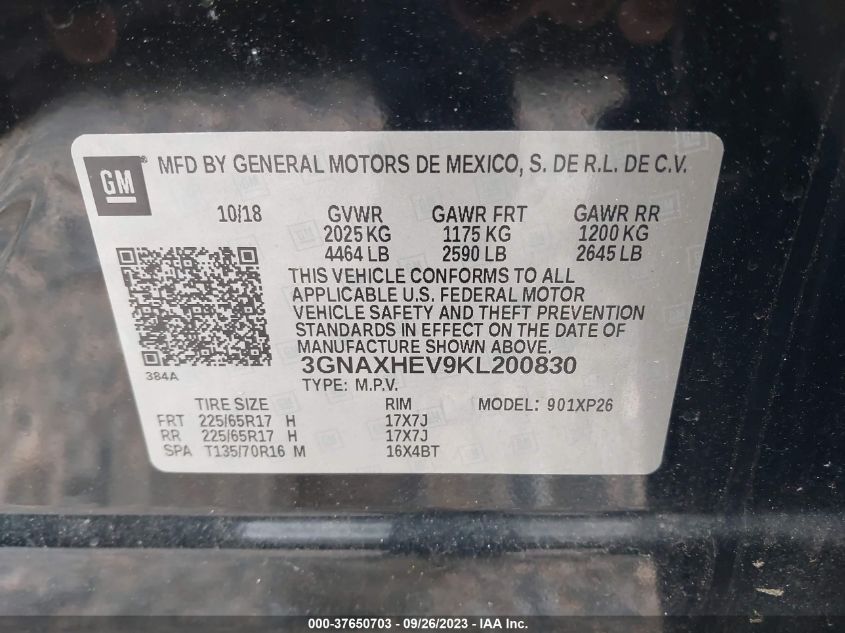 GM MFD BY GENERAL MOTORS DE MEXICO, S. DE R.L. DE C.V.
10/18 GVWR GAWR FRT GAWR RR
2025 KG 1175 KG 1200 KG
4464 LB 2590 LB 2645 LB
THIS VEHICLE CONFORMS TO ALL
APPLICABLE U.S. FEDERAL MOTOR
VEHICLE SAFETY AND THEFT PREVENTION
STANDARDS IN EFFECT ON THE DATE OF
MANUFACTURE SHOWN ABOVE.
3GNAXHEV9KL200830
384A
TYPE: M.P.V.
TIRE SIZE RIM MODEL: 901XP26
FRT 225/65R17 H 17X7J
RR 225/65R17 H 17X7J
SPA T135/70R16 M 16X4BT
000-37650703 - 09/26/2023 - IAA Inc.